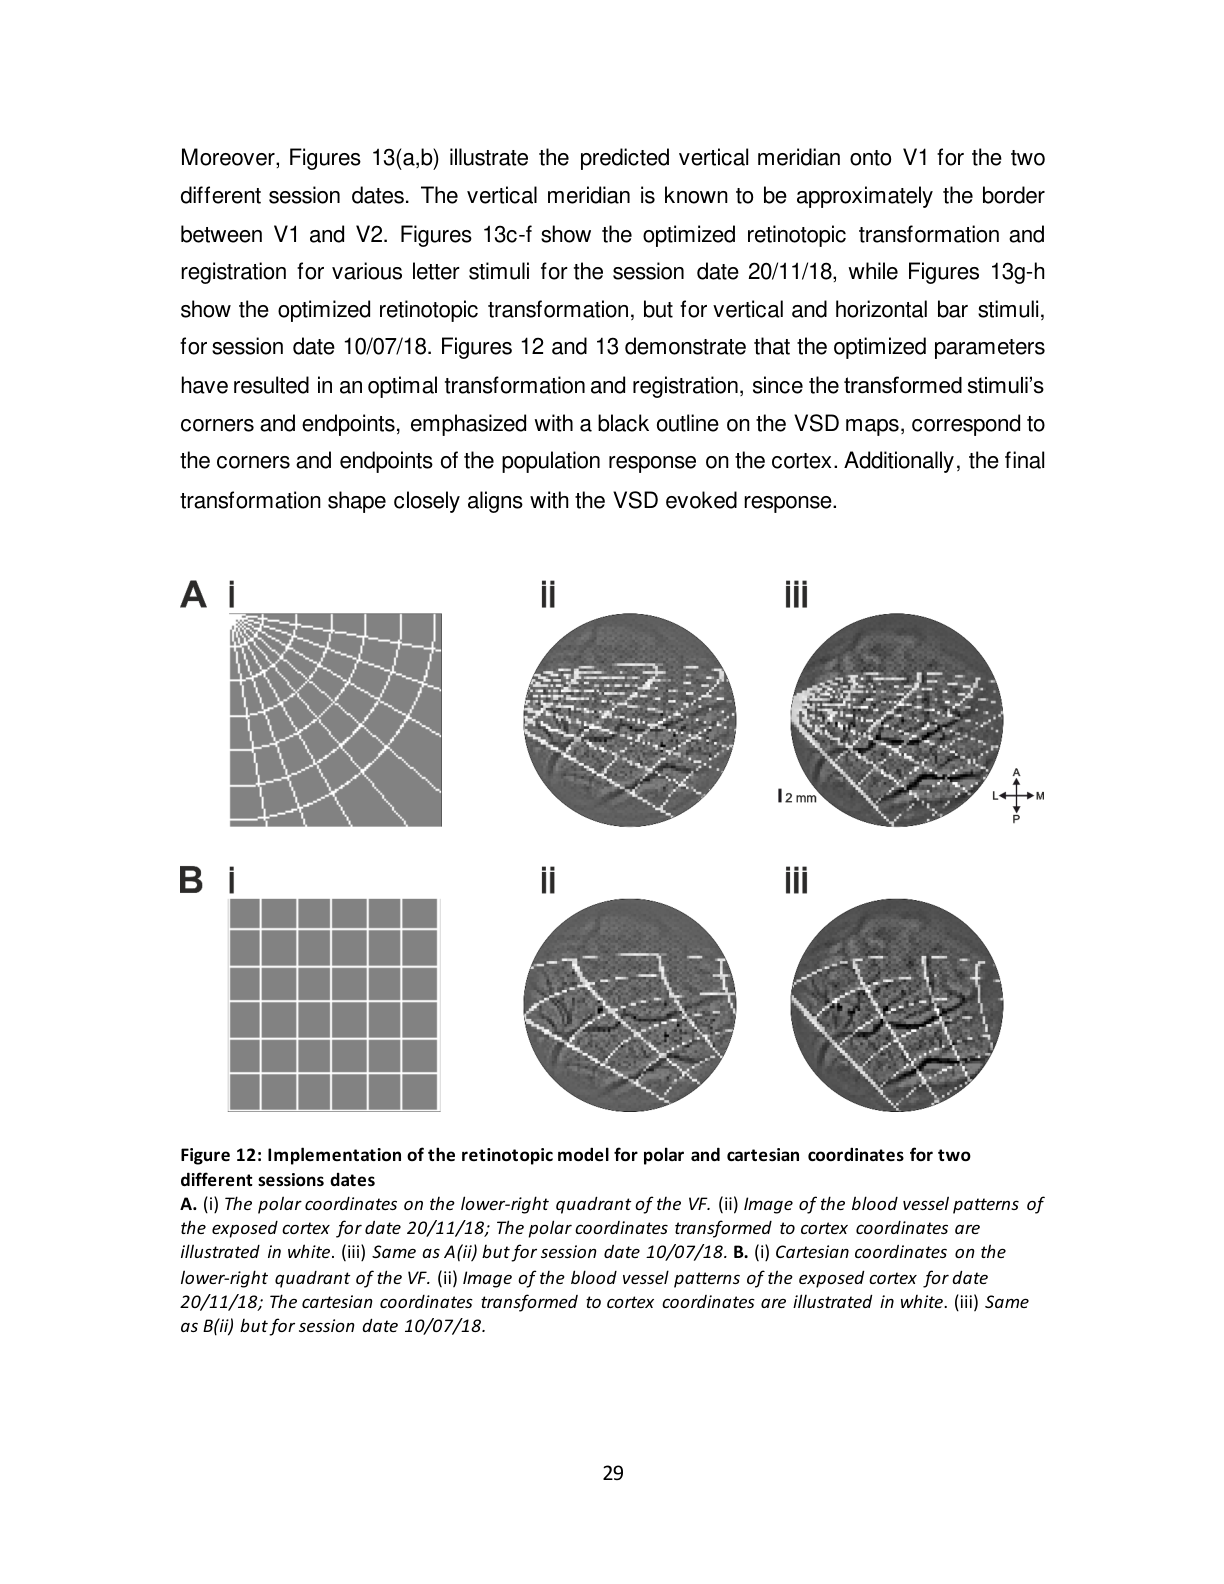 Moreover, Figures 13(a,b) illustrate the predicted vertical meridian onto V1 for the two
different session dates. The vertical meridian is known to be approximately the border
between V1 and V2. Figures 13c-f show the optimized retinotopic transformation and
registration for various letter stimuli for the session date 20/11/18, while Figures 13g-h
show the optimized retinotopic transformation, but for vertical and horizontal bar stimuli,
for session date 10/07/18. Figures 12 and 13 demonstrate that the optimized parameters
have resulted in an optimal transformation and registration, since the transformed stimuli's
corners and endpoints, emphasized with a black outline on the VSD maps, correspond to
the corners and endpoints of the population response on the cortex. Additionally, the final
transformation shape closely aligns with the VSD evoked response.
A i ii iii
2 mm
A
L M
P
B i ii iii
Figure 12: Implementation of the retinotopic model for polar and cartesian coordinates for two
different sessions dates
A. (i) The polar coordinates on the lower-right quadrant of the VF. (ii) Image of the blood vessel patterns of
the exposed cortex for date 20/11/18; The polar coordinates transformed to cortex coordinates are
illustrated in white. (iii) Same as A(ii) but for session date 10/07/18. B. (i) Cartesian coordinates on the
lower-right quadrant of the VF. (ii) Image of the blood vessel patterns of the exposed cortex for date
20/11/18; The cartesian coordinates transformed to cortex coordinates are illustrated in white. (iii) Same
as B(ii) but for session date 10/07/18.
29